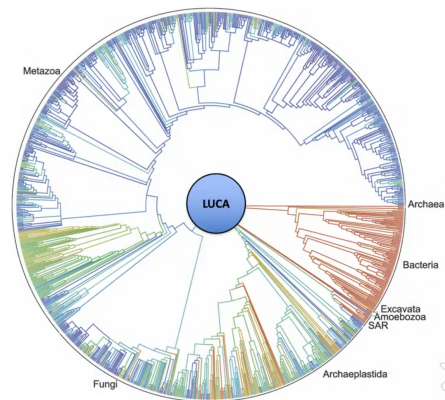 Metazoa
LUCA
Archaea
Bacteria
Excavata
Amoebozoa
SAR
Archaeplastida
Fungi